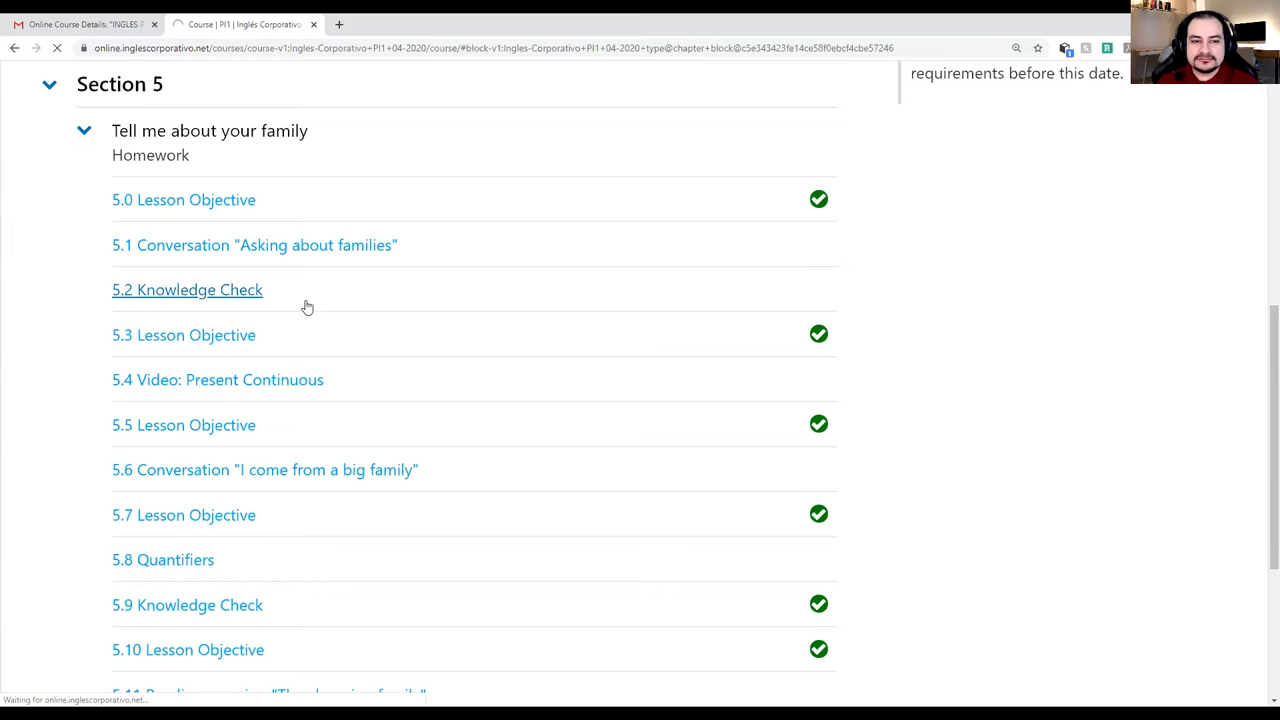 Online Course Details: "INGLES P
Course | PI1 | Inglés Corporativo
online.inglescorporativo.net/courses/course-v1:Ingles-Corporativo+PI1+04-2020/course/#block-v1:Ingles-Corporativo+PI1+04-2020+type@chapter+block@c5e343423fe14ce58f0ebcf4cbe57246
Section 5
requirements before this date.
Tell me about your family
Homework
5.0 Lesson Objective
5.1 Conversation "Asking about families"
5.2 Knowledge Check
5.3 Lesson Objective
5.4 Video: Present Continuous
5.5 Lesson Objective
5.6 Conversation "I come from a big family"
5.7 Lesson Objective
5.8 Quantifiers
5.9 Knowledge Check
5.10 Lesson Objective
Waiting for online.inglescorporativo.net...